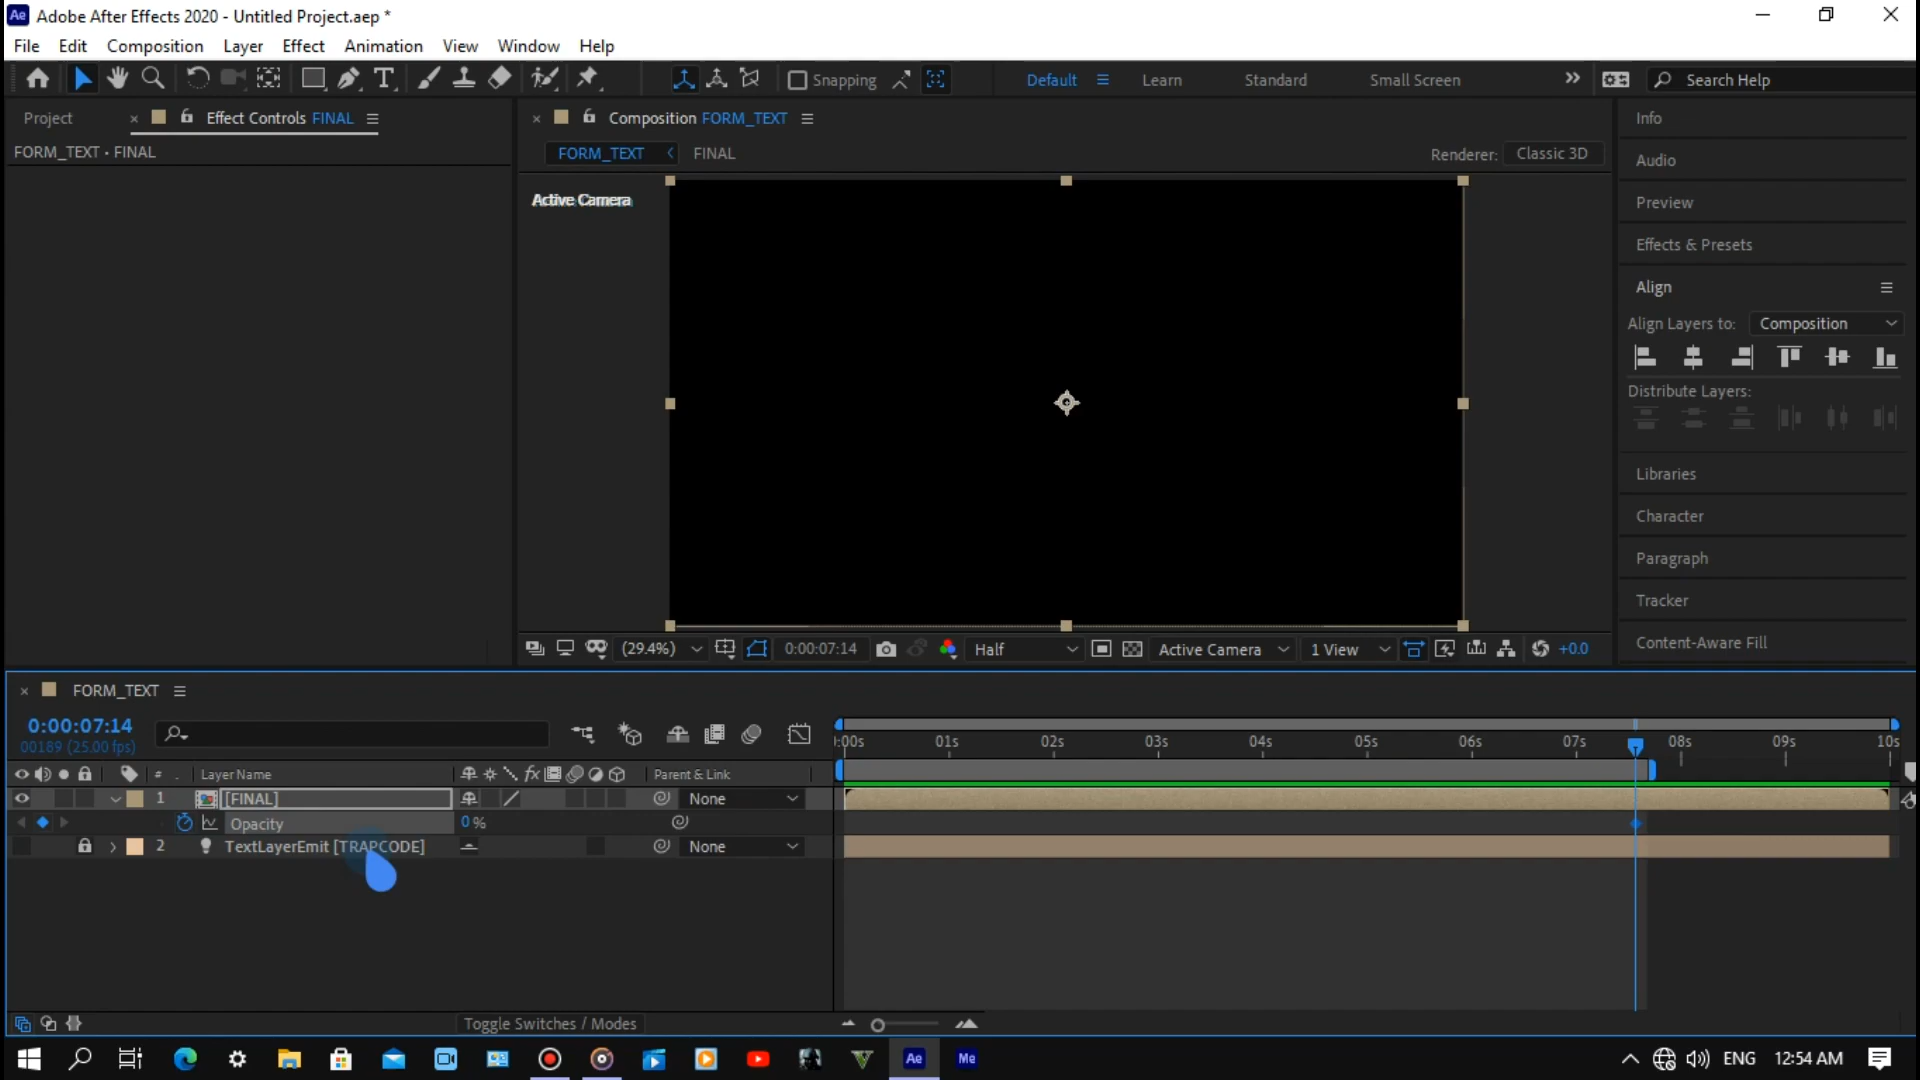 Ae Adobe After Effects 2020 - Untitled Project.aep *
File Edit Composition Layer Effect Animation View Window Help
Snapping Default Learn Standard Small Screen Search Help
Project Effect Controls FINAL
FORM_TEXT • FINAL
Composition FORM_TEXT
FORM_TEXT FINAL
Renderer: Classic 3D
Active Camera
Info
Audio
Preview
Effects & Presets
Align
Align Layers to: Composition
Distribute Layers:
Libraries
Character
Paragraph
Tracker
Content-Aware Fill
(29.4%) 0:00:07:14 Half Active Camera 1 View +0.0
FORM_TEXT
0:00:07:14
00189 (25.00 fps)
:00s 01s 02s 03s 04s 05s 06s 07s 08s 09s 10s
# Layer Name fx Parent & Link
1 [FINAL] None
Opacity 0 %
2 TextLayerEmit [TRAPCODE] None
Toggle Switches / Modes
Ae Me ENG 12:54 AM